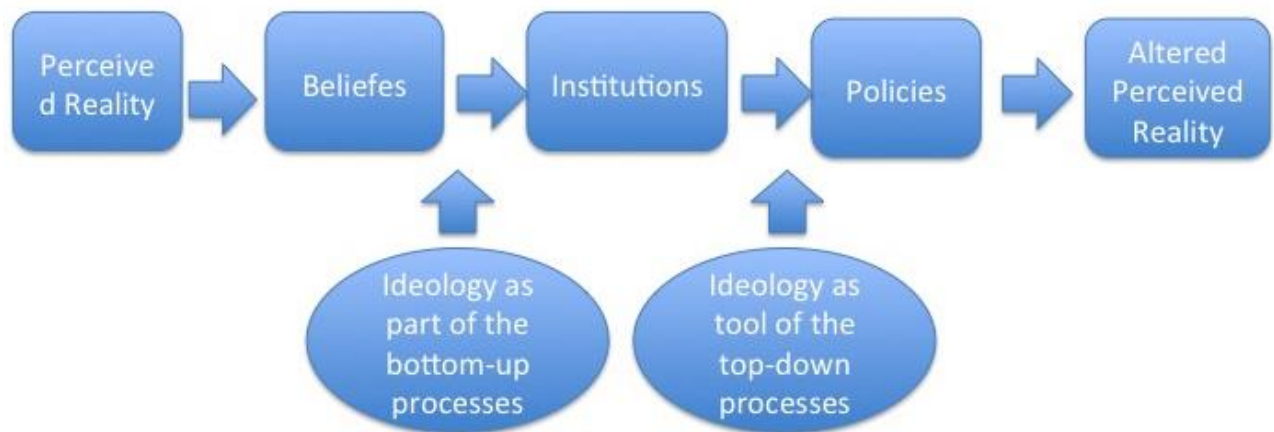 Perceive
d Reality
Beliefes
Institutions
Policies
Altered
Perceived
Reality
Ideology as
part of the
bottom-up
processes
Ideology as
tool of the
top-down
processes